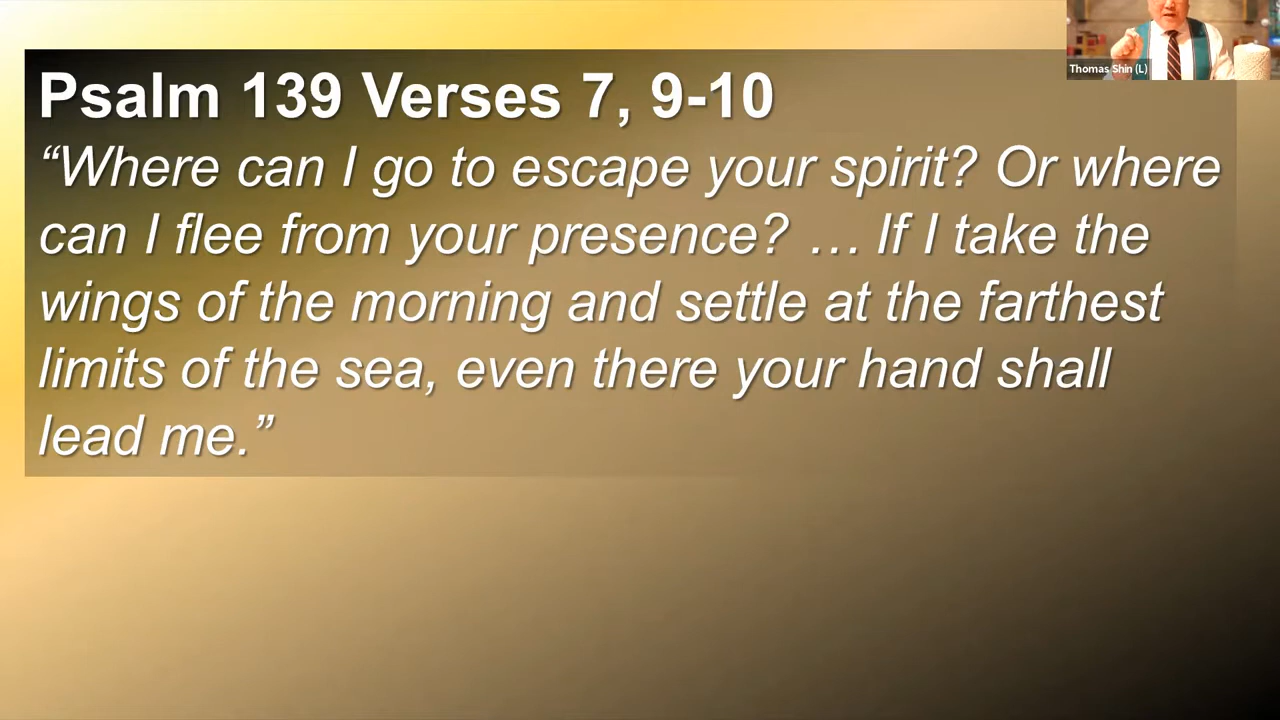 Thomas Shin (L)
Psalm 139 Verses 7, 9-10
“Where can I go to escape your spirit? Or where
can I flee from your presence? … If I take the
wings of the morning and settle at the farthest
limits of the sea, even there your hand shall
lead me.”